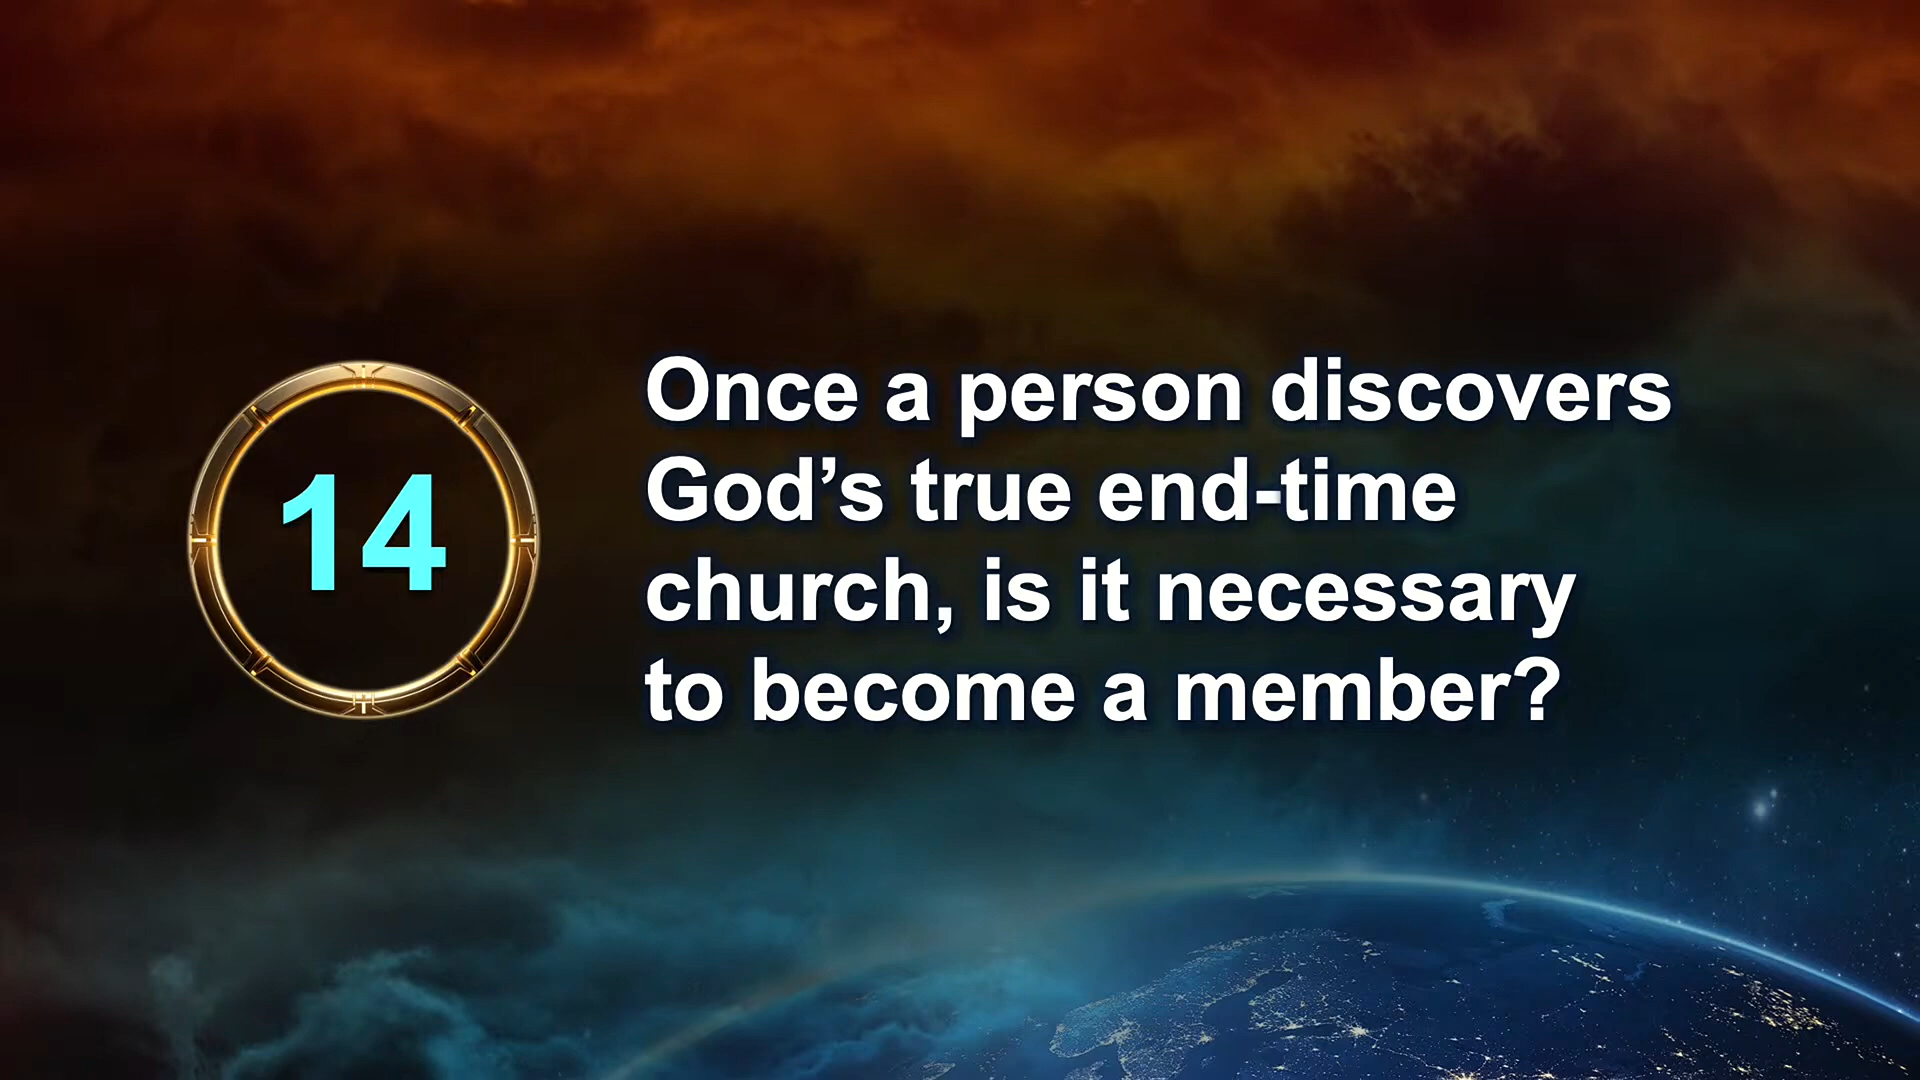 14
Once a person discovers
God’s true end-time
church, is it necessary
to become a member?